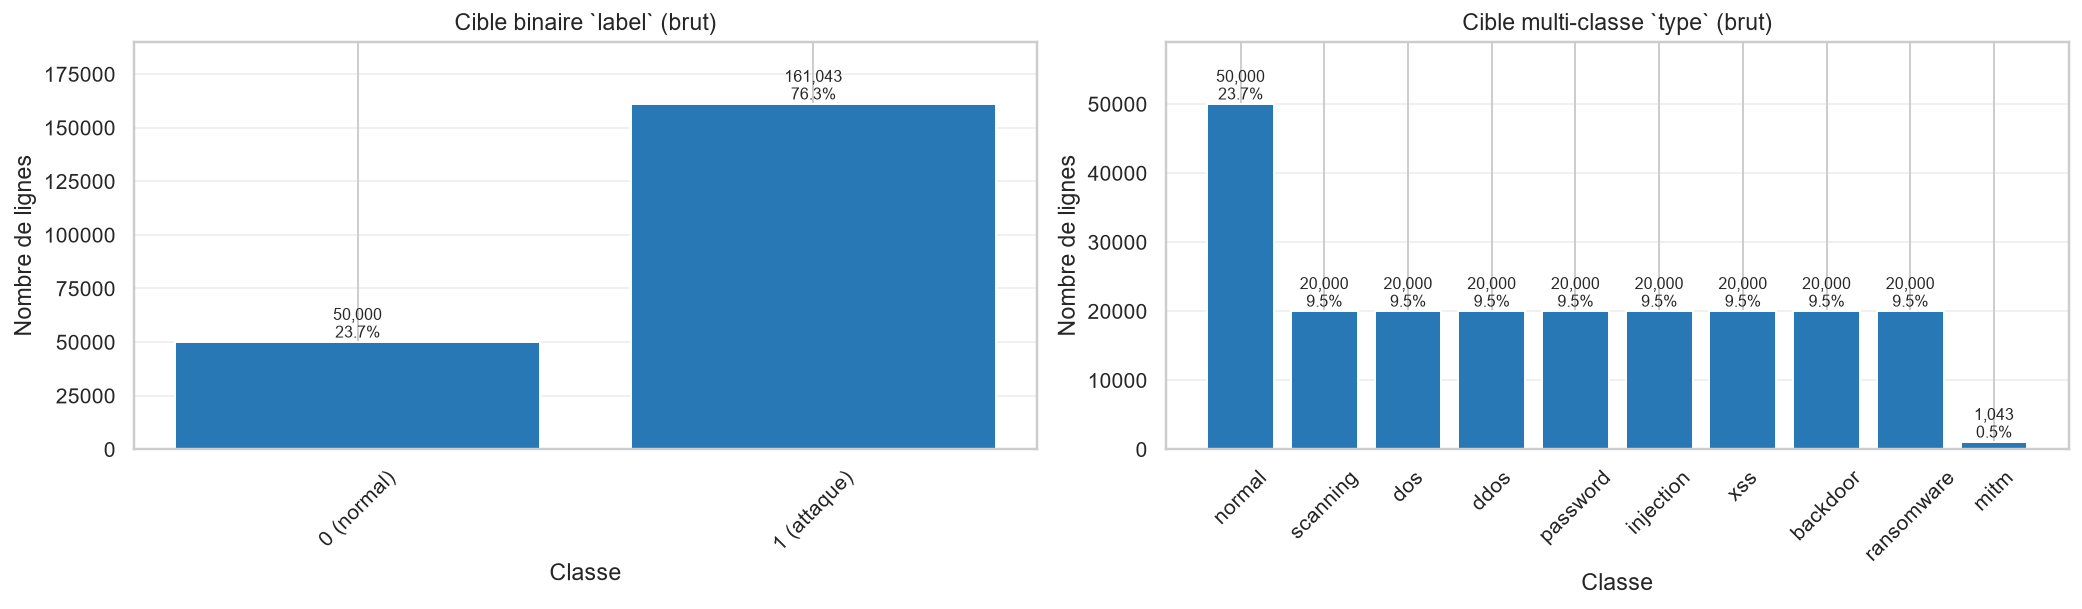 Cible binaire `label` (brut)
Nombre de lignes
175000
150000
125000
100000
75000
50000
25000
0
50,000
23.7%
161,043
76.3%
0 (normal)
1 (attaque)
Classe
Cible multi-classe `type` (brut)
Nombre de lignes
50000
40000
30000
20000
10000
0
50,000
23.7%
20,000
9.5%
20,000
9.5%
20,000
9.5%
20,000
9.5%
20,000
9.5%
20,000
9.5%
20,000
9.5%
20,000
9.5%
1,043
0.5%
normal
scanning
dos
ddos
password
injection
xss
backdoor
ransomware
mitm
Classe